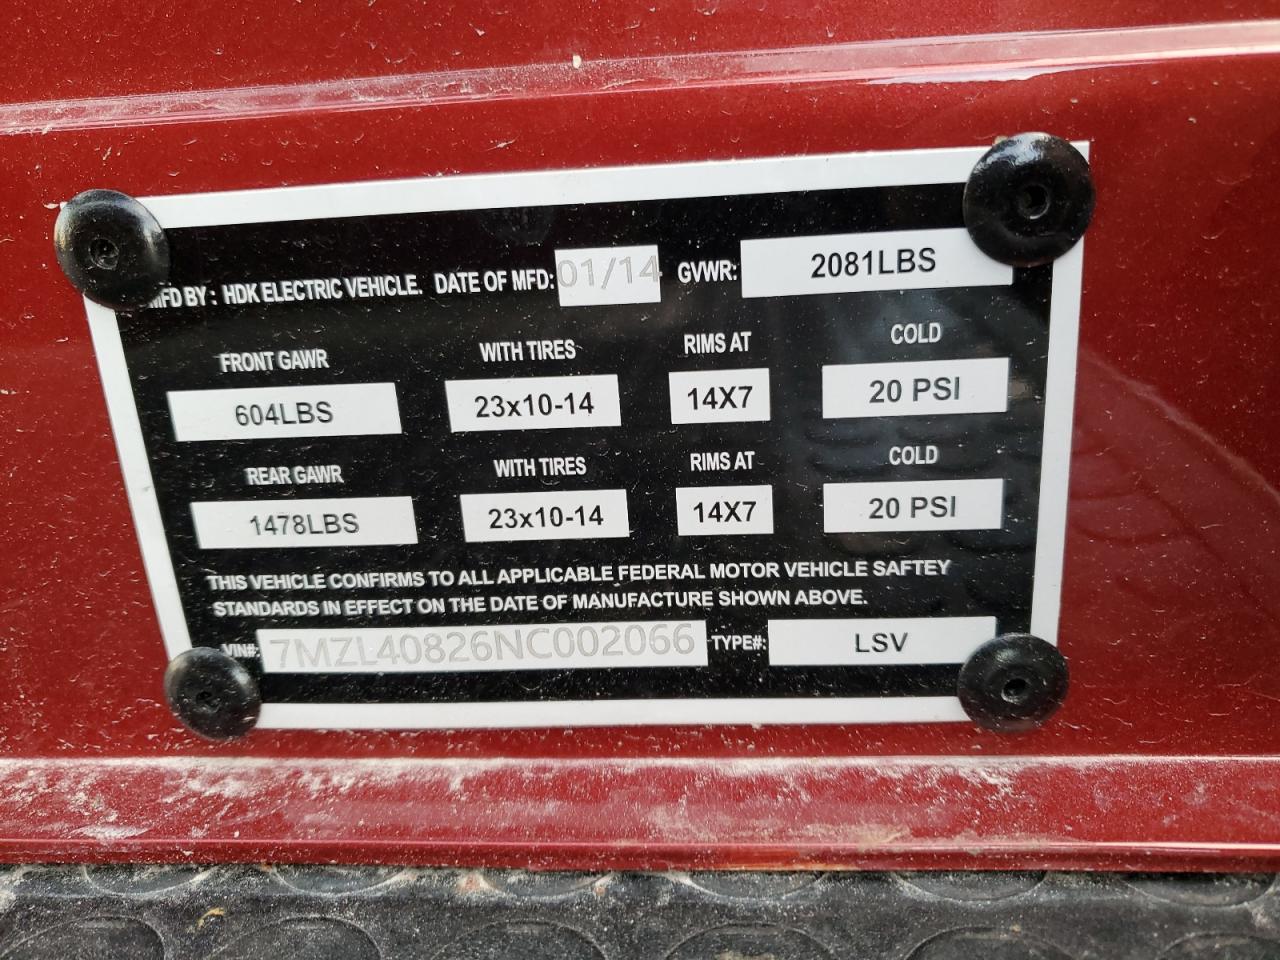 MFD BY : HDK ELECTRIC VEHICLE. DATE OF MFD: 01/14 GVWR: 2081LBS
FRONT GAWR WITH TIRES RIMS AT COLD
604LBS 23x10-14 14X7 20 PSI
REAR GAWR WITH TIRES RIMS AT COLD
1478LBS 23x10-14 14X7 20 PSI
THIS VEHICLE CONFIRMS TO ALL APPLICABLE FEDERAL MOTOR VEHICLE SAFTEY
STANDARDS IN EFFECT ON THE DATE OF MANUFACTURE SHOWN ABOVE.
VIN#: 7MZL40826NC002066 TYPE#: LSV